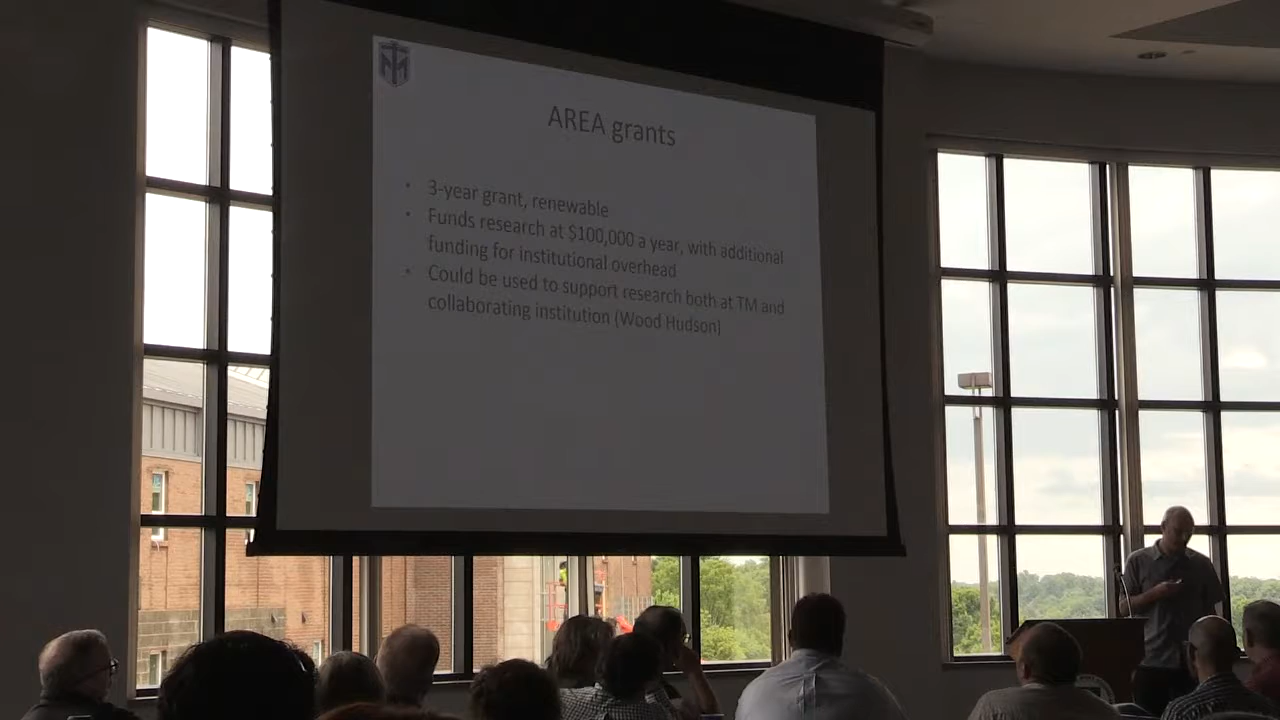 AREA grants
• 3-year grant, renewable
• Funds research at $100,000 a year, with additional
funding for institutional overhead
• Could be used to support research both at TM and
collaborating institution (Wood Hudson)